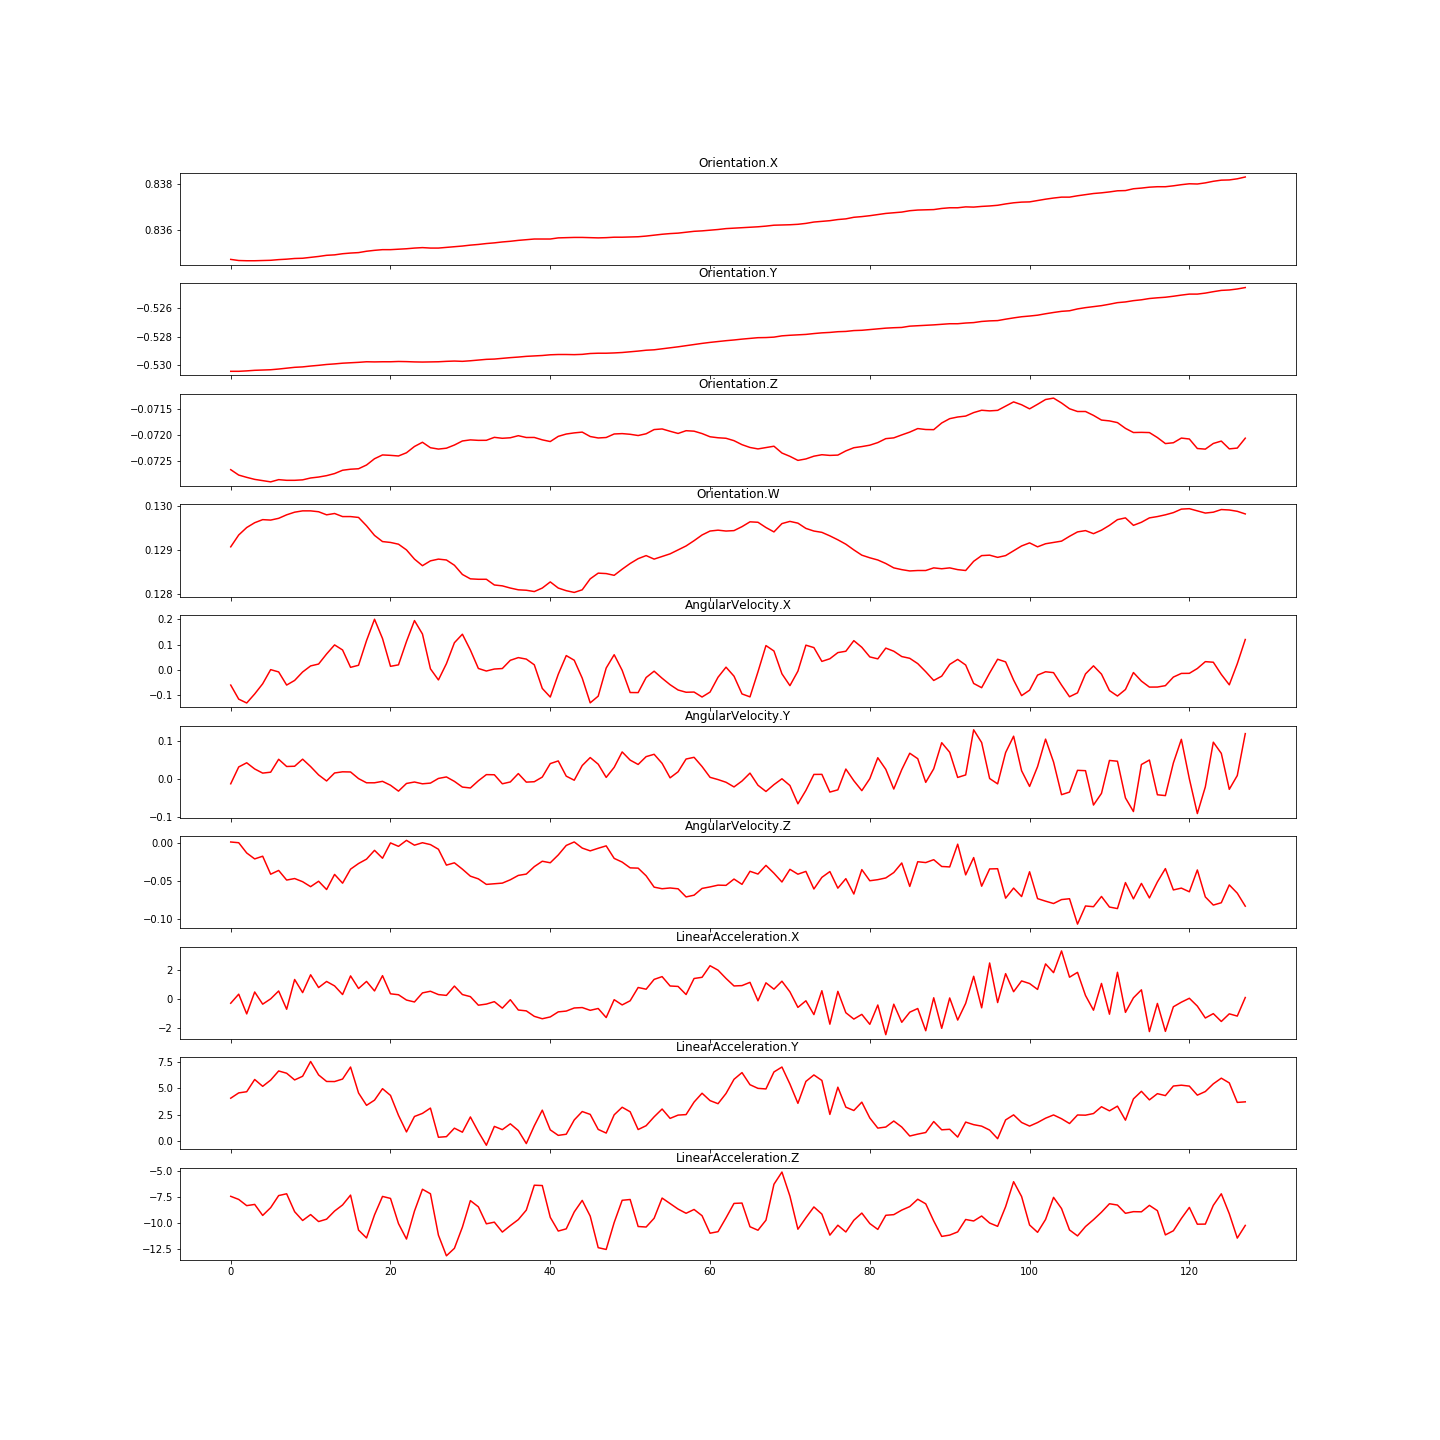 Orientation.X
0.838
0.836
Orientation.Y
−0.526
−0.528
−0.530
Orientation.Z
−0.0715
−0.0720
−0.0725
Orientation.W
0.130
0.129
0.128
AngularVelocity.X
0.2
0.1
0.0
−0.1
AngularVelocity.Y
0.1
0.0
−0.1
AngularVelocity.Z
0.00
−0.05
−0.10
LinearAcceleration.X
2
0
−2
LinearAcceleration.Y
7.5
5.0
2.5
0.0
LinearAcceleration.Z
−5.0
−7.5
−10.0
−12.5
0 20 40 60 80 100 120